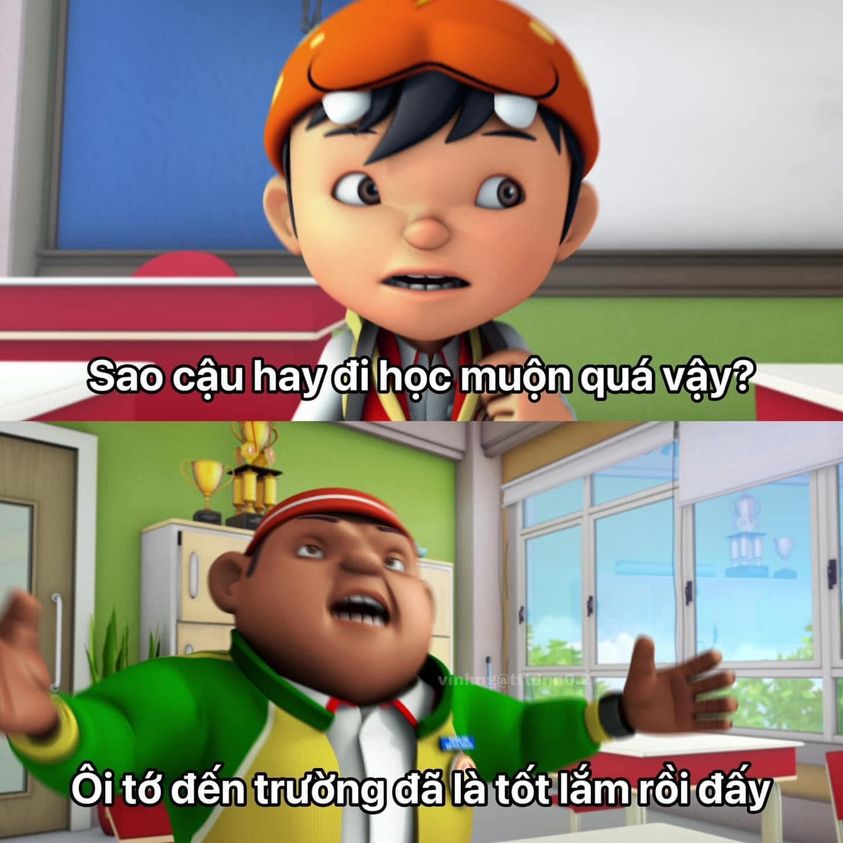 Sao cậu hay đi học muộn quá vậy?
Ôi tớ đến trường đã là tốt lắm rồi đấy